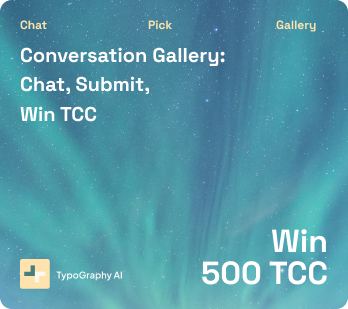 Chat Pick Gallery
Conversation Gallery:
Chat, Submit,
Win TCC
Win
500 TCC
TypoGraphy AI